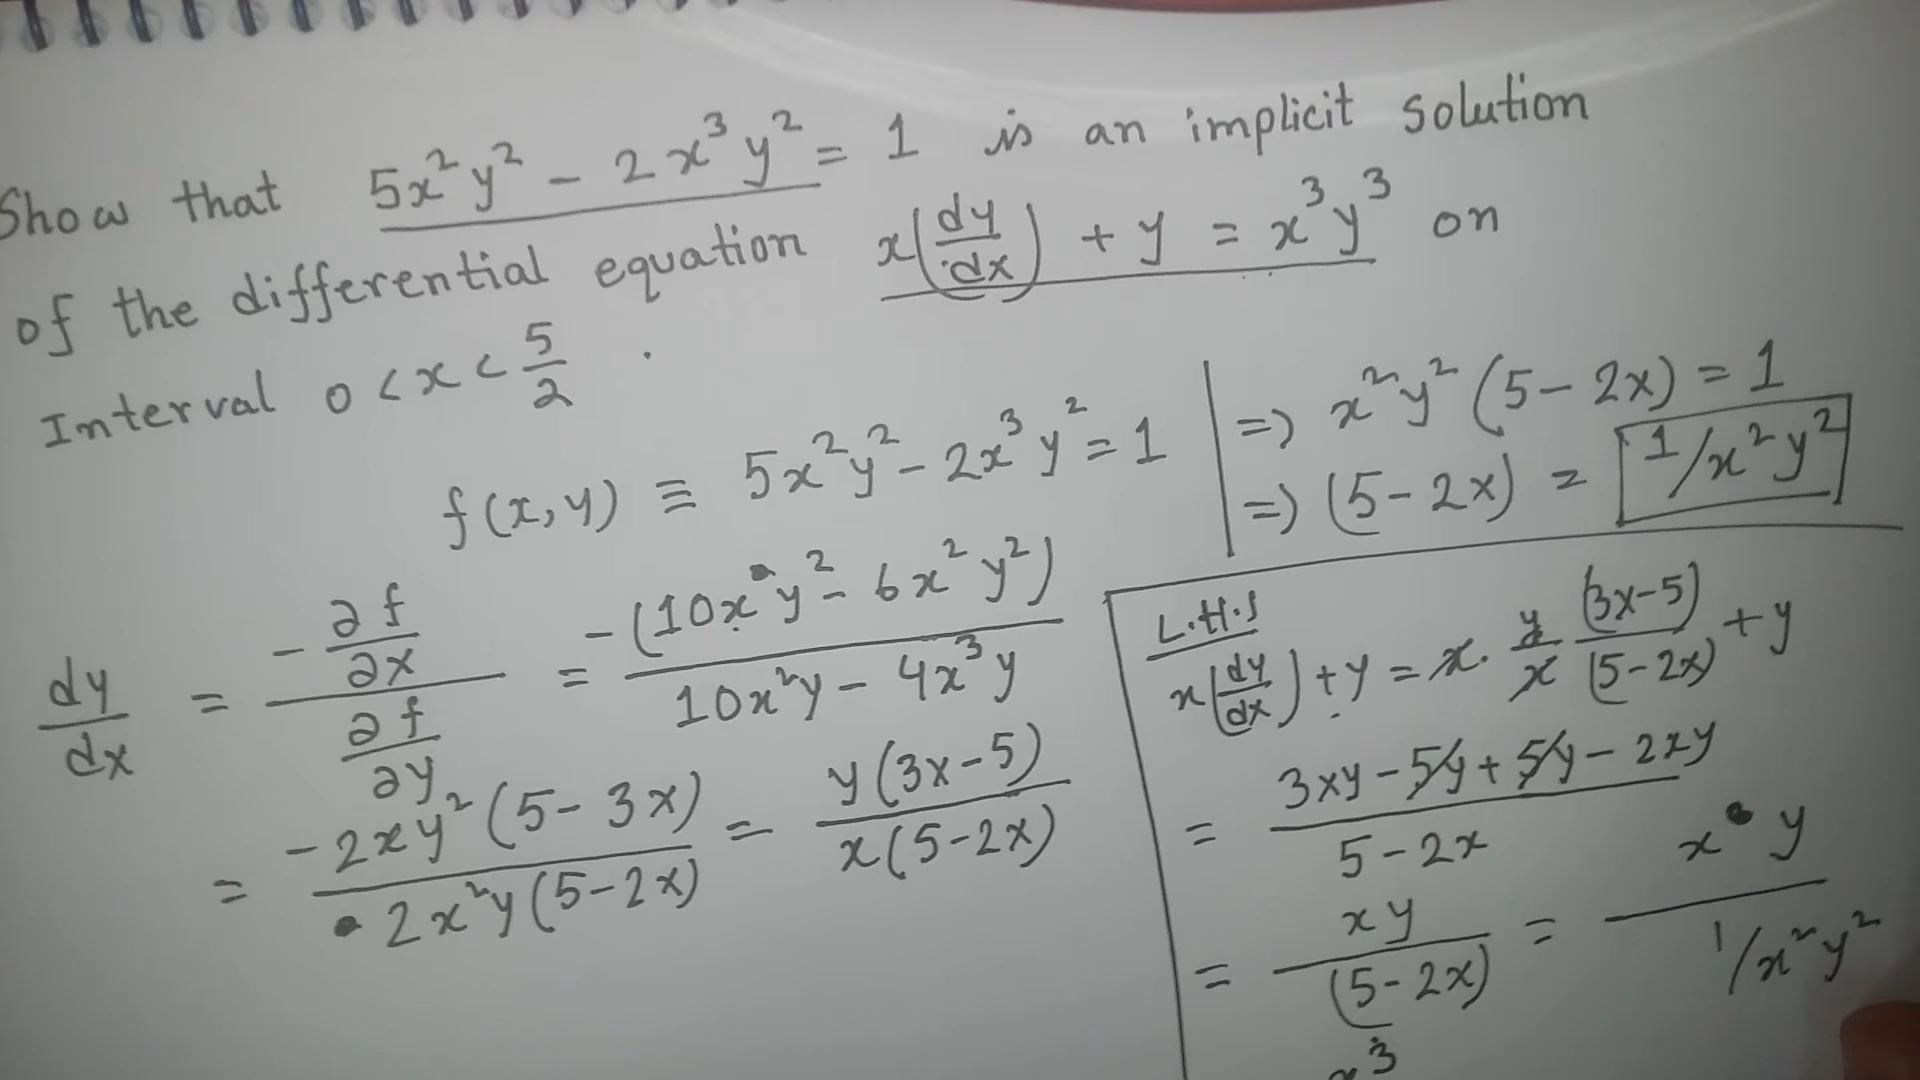 Show that 5x²y² - 2x³y² = 1 is an implicit solution
of the differential equation x(dy/dx) + y = x³y³ on
Interval 0 < x < 5/2 .
f(x, y) ≡ 5x²y² - 2x³y² = 1
=> x²y² (5 - 2x) = 1
=> (5 - 2x) = 1/x²y²
dy/dx = -∂f/∂x / ∂f/∂y = -(10xy² - 6x²y²) / 10x²y - 4x³y
= -2xy²(5 - 3x) / 2x²y(5 - 2x) = y(3x - 5) / x(5 - 2x)
L.H.S
x(dy/dx) + y = x. y/x (3x - 5)/(5 - 2x) + y
= 3xy - 5y + 5y - 2xy / 5 - 2x
= xy / (5 - 2x) = x y / 1/x²y²
x³